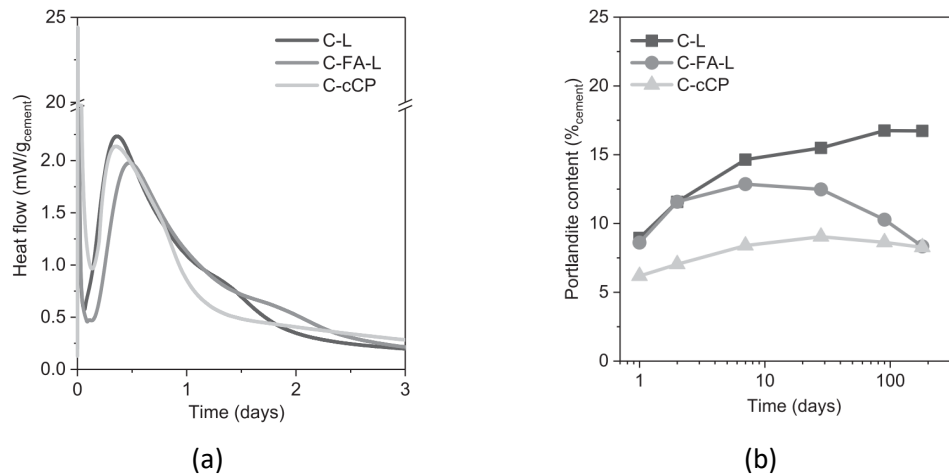 25
20
2.0
1.5
1.0
0.5
0.0
Heat flow (mW/gcement)
C-L
C-FA-L
C-cCP
0 1 2 3
Time (days)
(a)
25
20
15
10
5
0
Portlandite content (%cement)
C-L
C-FA-L
C-cCP
1 10 100
Time (days)
(b)